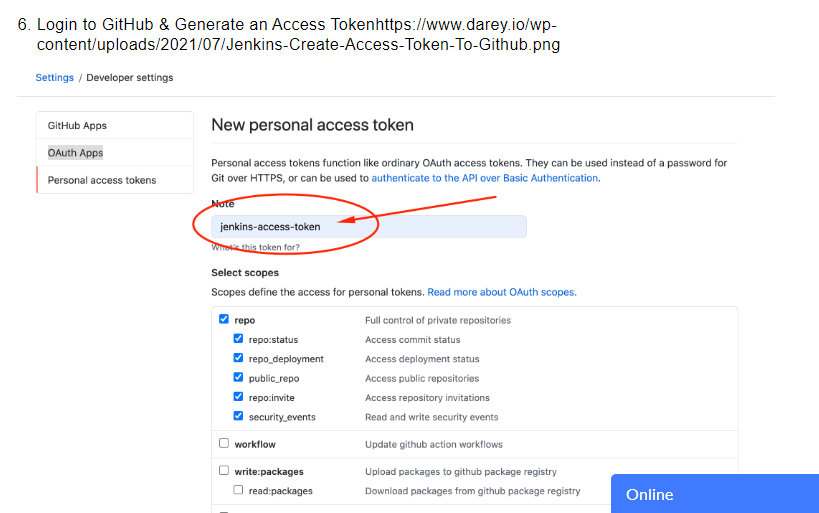 6. Login to GitHub & Generate an Access Tokenhttps://www.darey.io/wp-
content/uploads/2021/07/Jenkins-Create-Access-Token-To-Github.png
Settings / Developer settings
GitHub Apps
OAuth Apps
Personal access tokens
New personal access token
Personal access tokens function like ordinary OAuth access tokens. They can be used instead of a password for
Git over HTTPS, or can be used to authenticate to the API over Basic Authentication.
Note
jenkins-access-token
What's this token for?
Select scopes
Scopes define the access for personal tokens. Read more about OAuth scopes.
repo Full control of private repositories
repo:status Access commit status
repo_deployment Access deployment status
public_repo Access public repositories
repo:invite Access repository invitations
security_events Read and write security events
workflow Update github action workflows
write:packages Upload packages to github package registry
read:packages Download packages from github package registry
Online